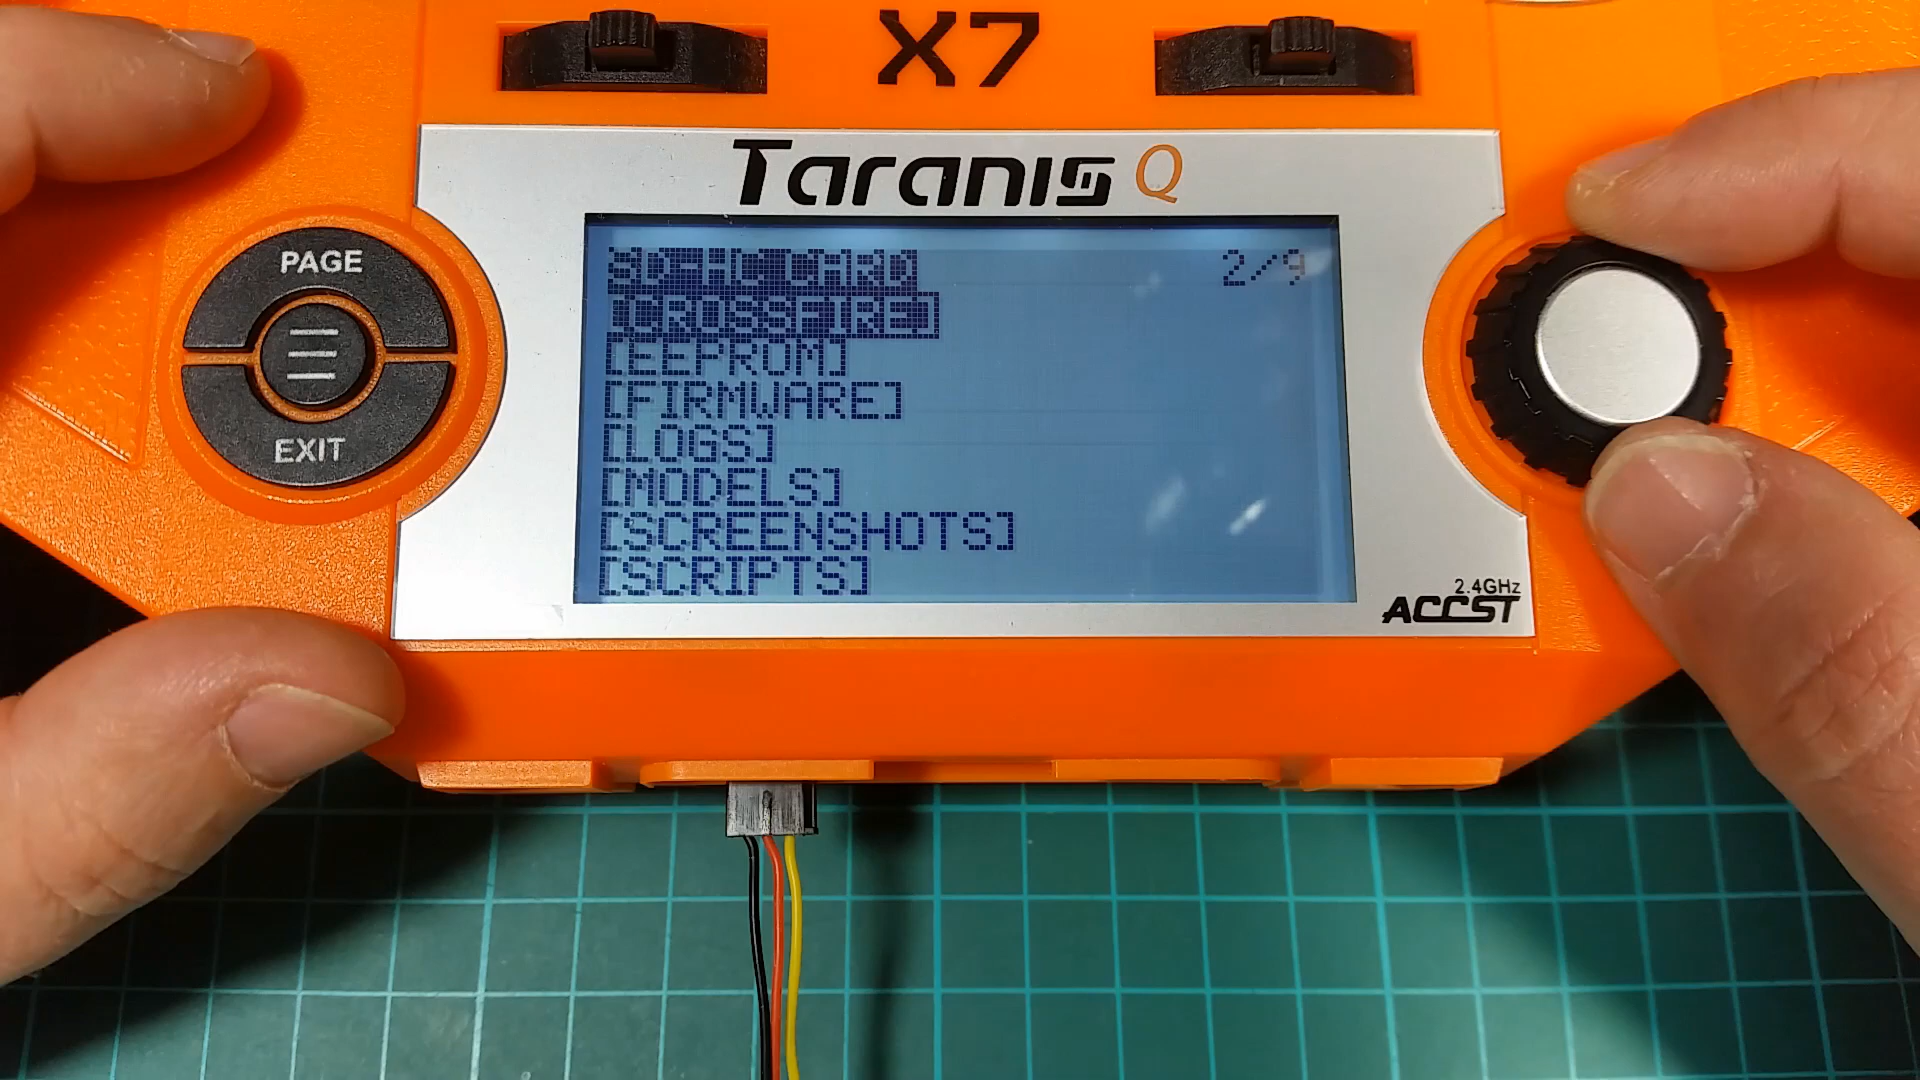 X7
Taranis Q
PAGE
EXIT
SD-HC CARD 2/9
[CROSSFIRE]
[EEPROM]
[FIRMWARE]
[LOGS]
[MODELS]
[SCREENSHOTS]
[SCRIPTS]
2.4GHz
ACCST